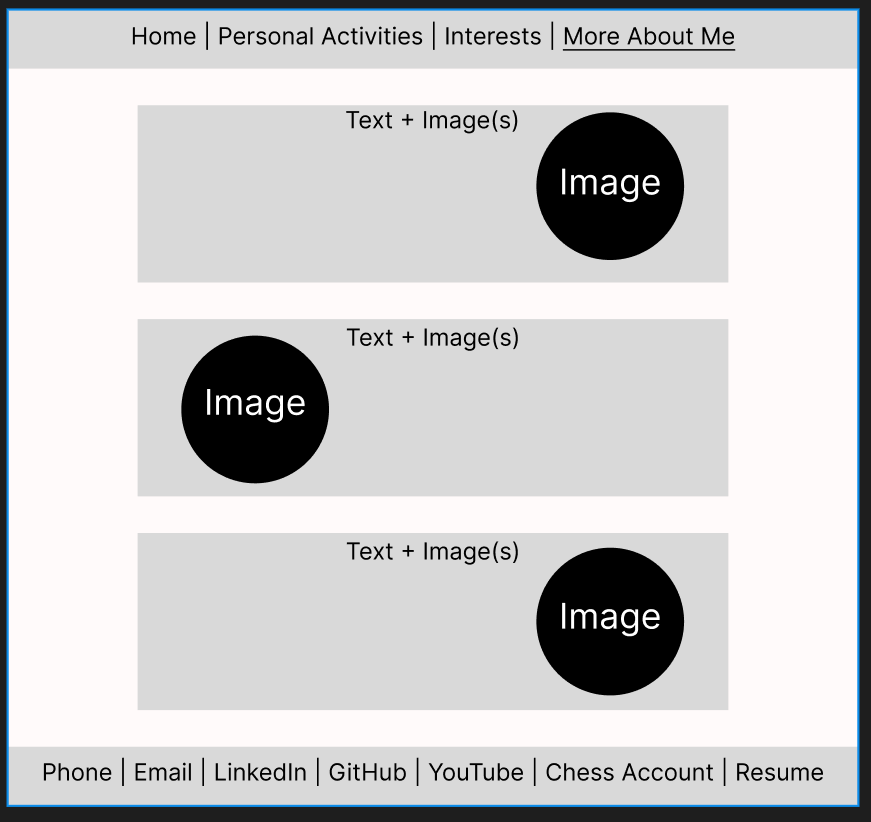 Home | Personal Activities | Interests | More About Me
Text + Image(s)
Image
Text + Image(s)
Image
Text + Image(s)
Image
Phone | Email | LinkedIn | GitHub | YouTube | Chess Account | Resume